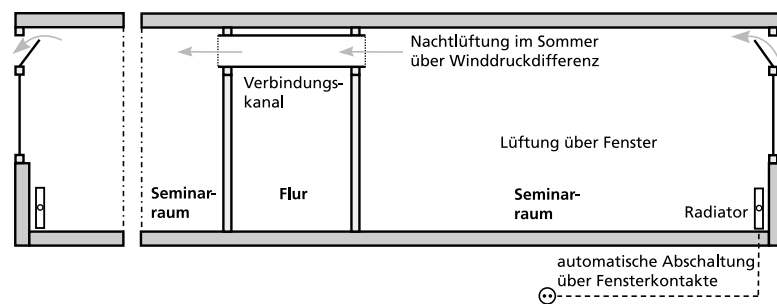 Nachtlüftung im Sommer
über Winddruckdifferenz
Verbindungs-
kanal
Lüftung über Fenster
Seminar-
raum
Flur
Seminar-
raum
Radiator
automatische Abschaltung
über Fensterkontakte